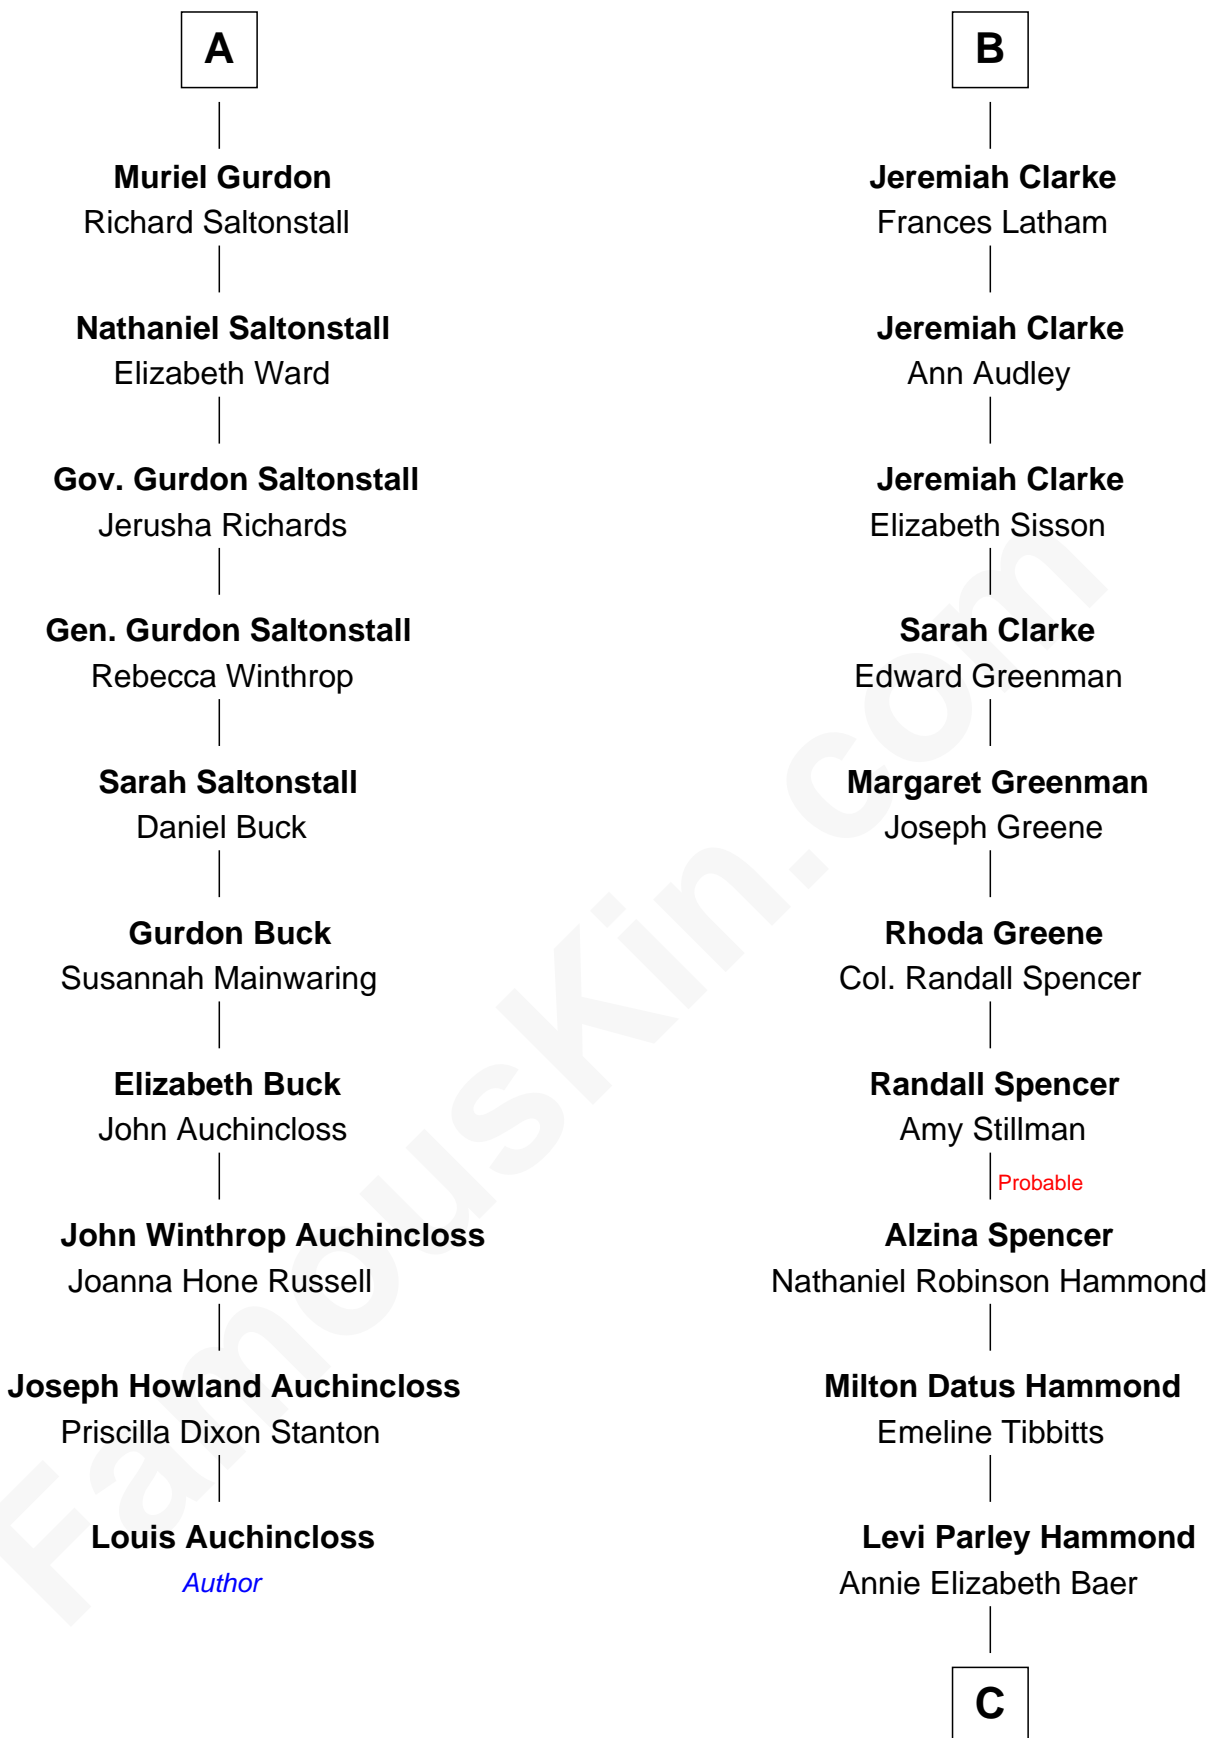 A
Muriel Gurdon
Richard Saltonstall
Nathaniel Saltonstall
Elizabeth Ward
Gov. Gurdon Saltonstall
Jerusha Richards
Gen. Gurdon Saltonstall
Rebecca Winthrop
Sarah Saltonstall
Daniel Buck
Gurdon Buck
Susannah Mainwaring
Elizabeth Buck
John Auchincloss
John Winthrop Auchincloss
Joanna Hone Russell
Joseph Howland Auchincloss
Priscilla Dixon Stanton
Louis Auchincloss
Author
B
Jeremiah Clarke
Frances Latham
Jeremiah Clarke
Ann Audley
Jeremiah Clarke
Elizabeth Sisson
Sarah Clarke
Edward Greenman
Margaret Greenman
Joseph Greene
Rhoda Greene
Col. Randall Spencer
Randall Spencer
Amy Stillman
Probable
Alzina Spencer
Nathaniel Robinson Hammond
Milton Datus Hammond
Emeline Tibbitts
Levi Parley Hammond
Annie Elizabeth Baer
C
FamousKin.com